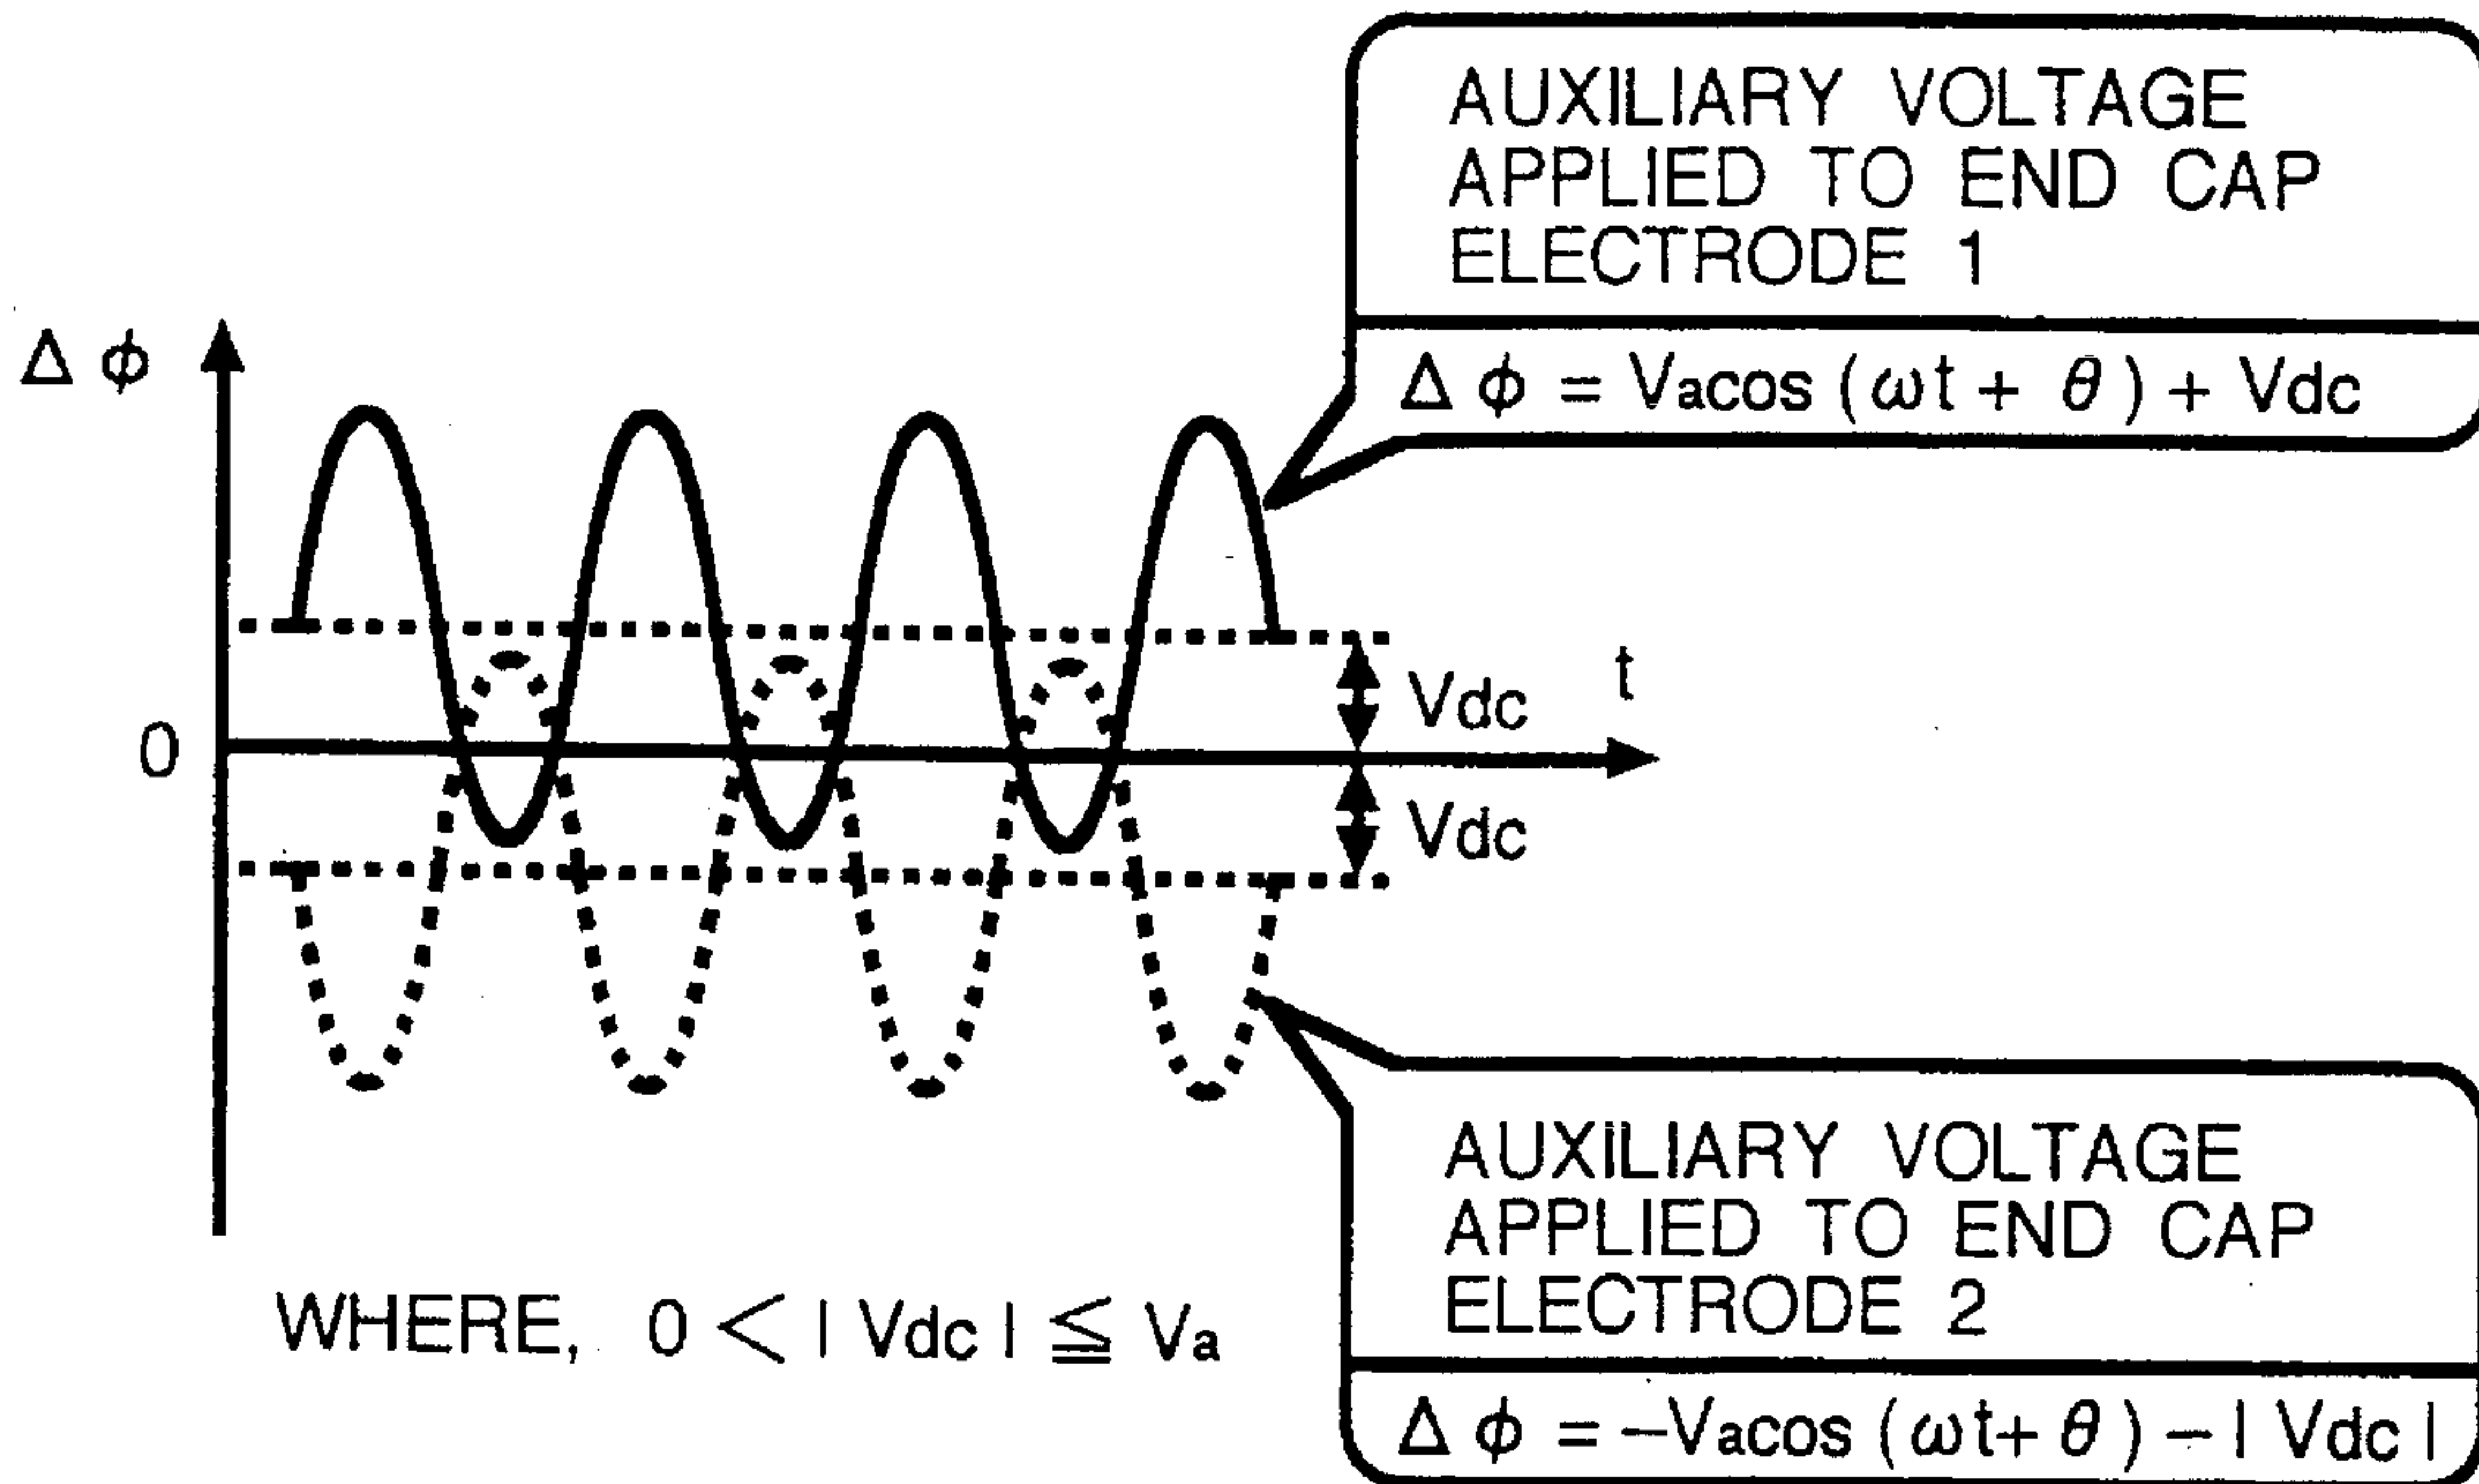 AUXILIARY VOLTAGE
APPLIED TO END CAP
ELECTRODE 1
Δ φ = Vacos (ωt + θ) + Vdc
Δ φ
t
Vdc
0
Vdc
AUXILIARY VOLTAGE
APPLIED TO END CAP
ELECTRODE 2
Δ φ = −Vacos (ωt+ θ) − | Vdc |
WHERE, 0 < | Vdc | ≦ Va